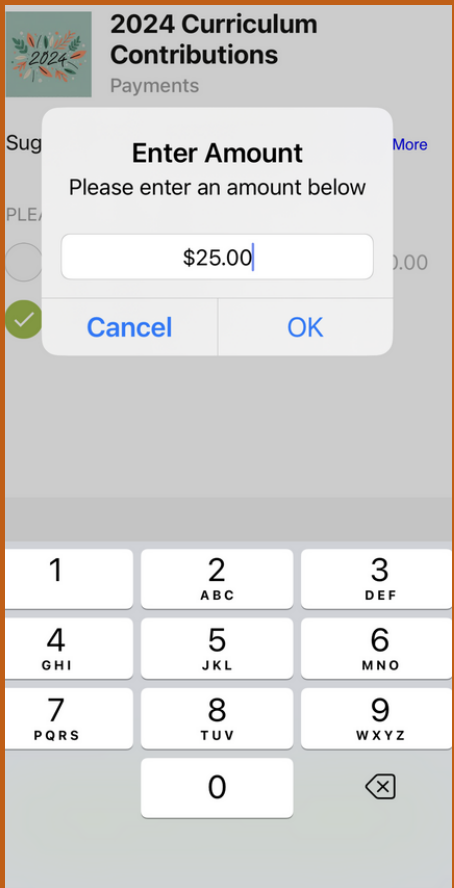 2024
2024 Curriculum
Contributions
Payments
More
Enter Amount
Please enter an amount below
$25.00
Cancel
OK
1
2
ABC
3
DEF
4
GHI
5
JKL
6
MNO
7
PQRS
8
TUV
9
WXYZ
0